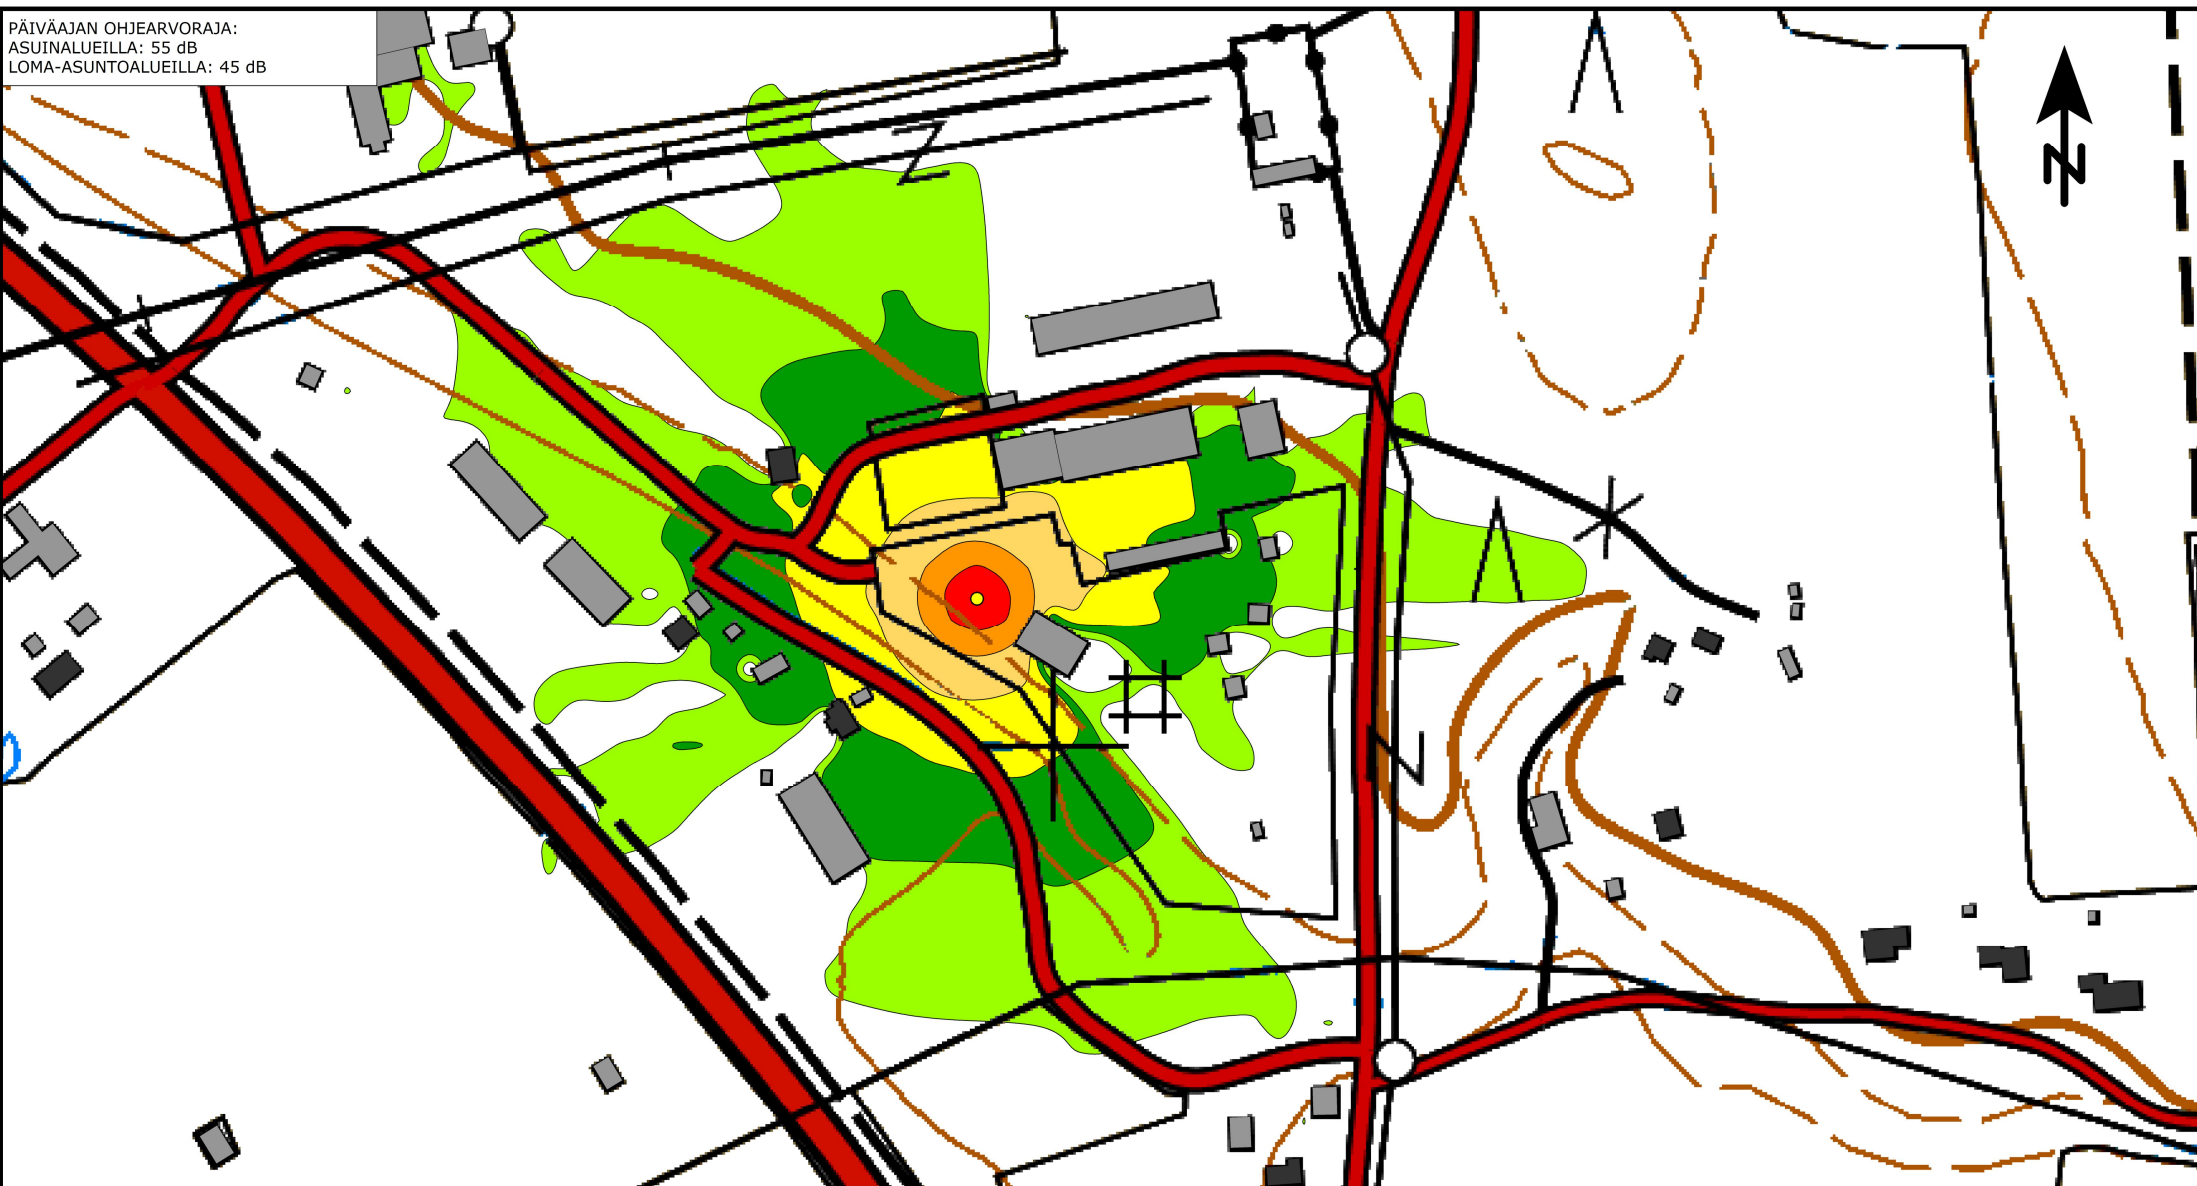 PÄIVÄAJAN OHJEARVORAJA:
ASUINALUEILLA: 55 dB
LOMA-ASUNTOALUEILLA: 45 dB
N